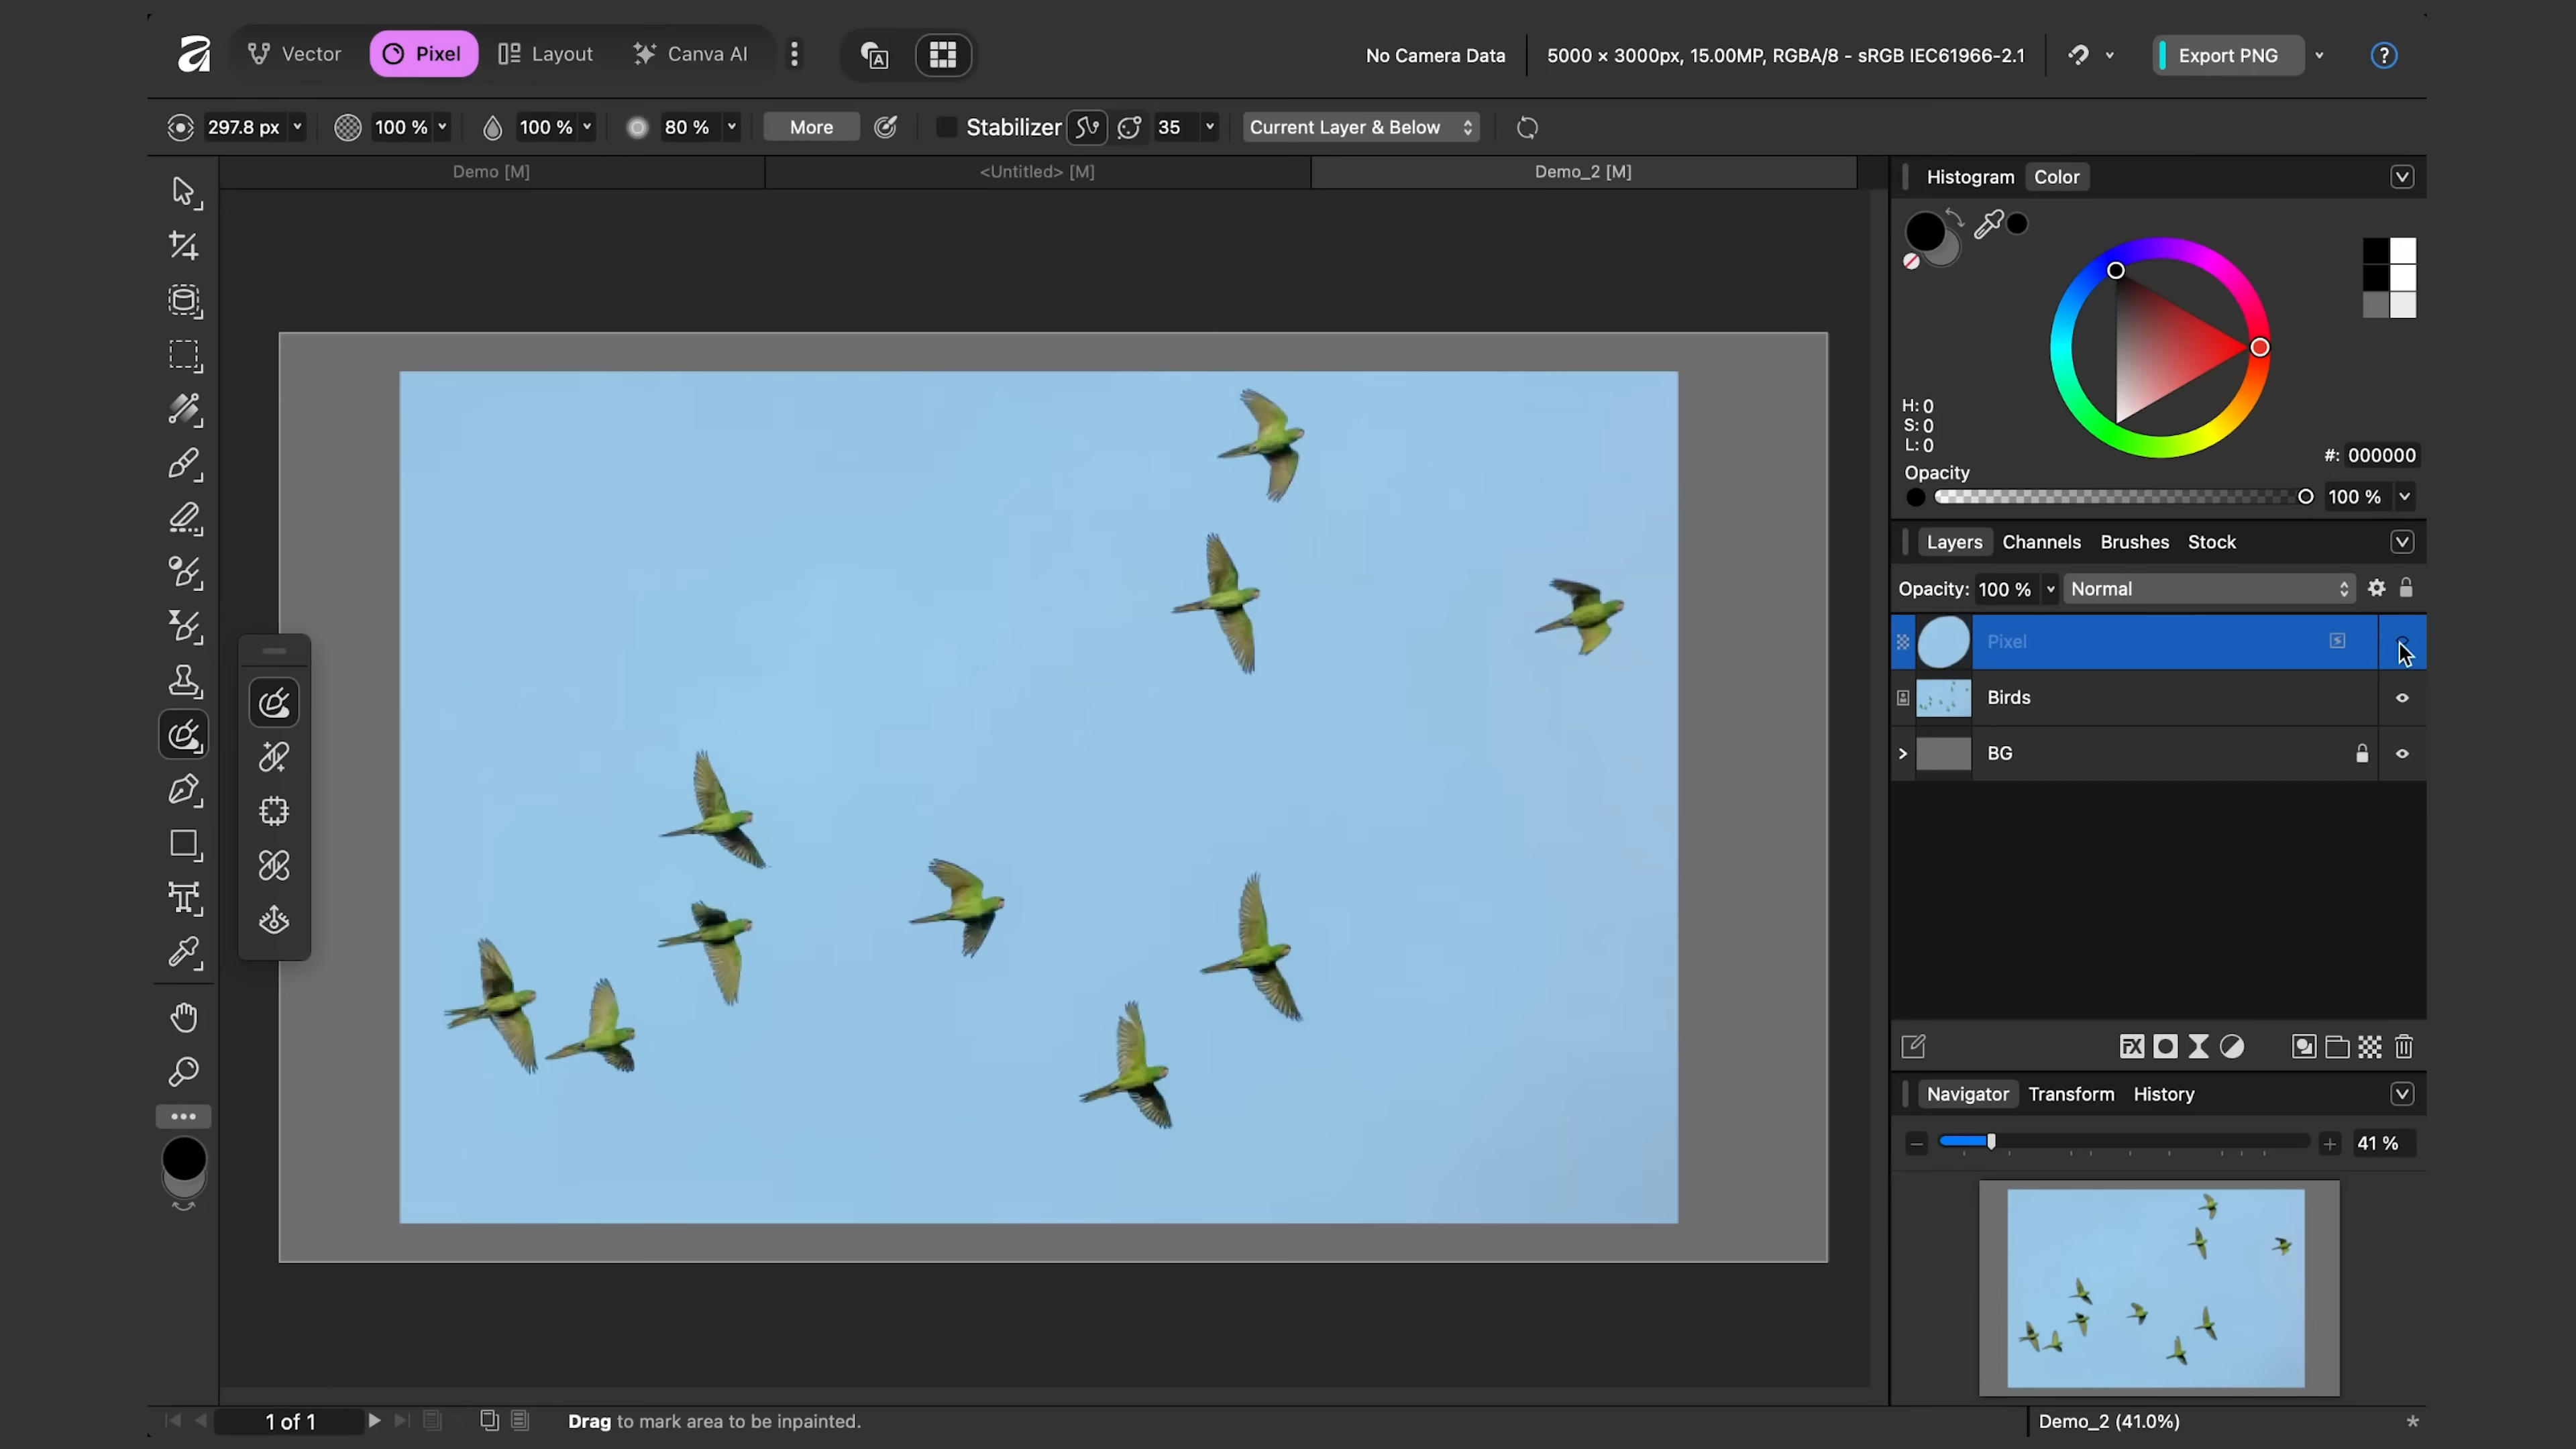 Vector
Pixel
Layout
Canva AI
No Camera Data
5000 × 3000px, 15.00MP, RGBA/8 - sRGB IEC61966-2.1
Export PNG
?
297.8 px
100 %
100 %
80 %
More
Stabilizer
35
Current Layer & Below
Demo [M]
<Untitled> [M]
Demo_2 [M]
Histogram
Color
H: 0
S: 0
L: 0
#: 000000
Opacity
100 %
Layers
Channels
Brushes
Stock
Opacity: 100 %
Normal
Pixel
Birds
BG
FX
Navigator
Transform
History
41 %
1 of 1
Drag to mark area to be inpainted.
Demo_2 (41.0%)
*